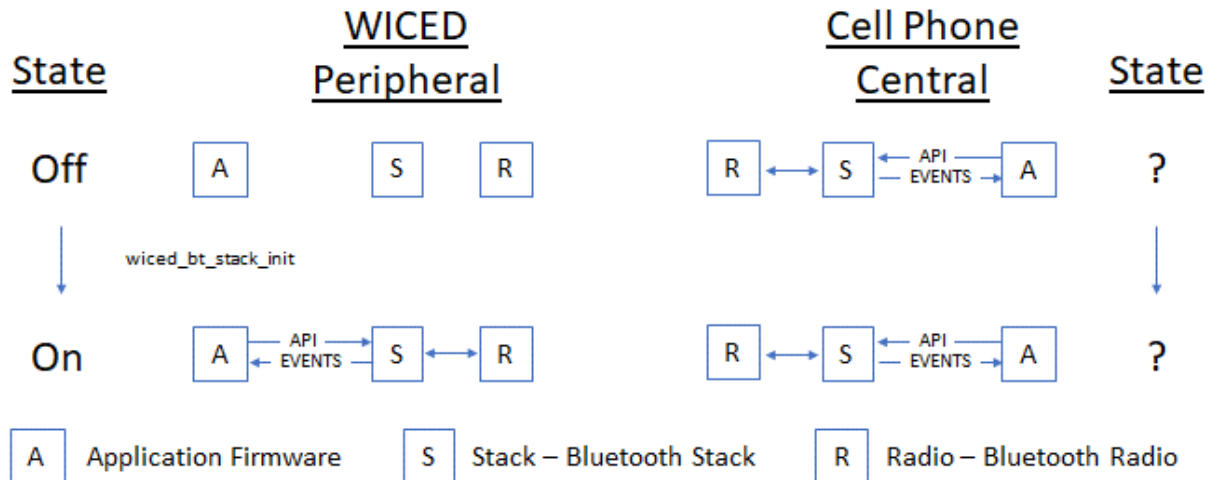 WICED
Peripheral
Cell Phone
Central
State
State
Off
A
S
R
R
S
API
EVENTS
A
?
wiced_bt_stack_init
On
A
API
EVENTS
S
R
R
S
API
EVENTS
A
?
A Application Firmware
S Stack – Bluetooth Stack
R Radio – Bluetooth Radio